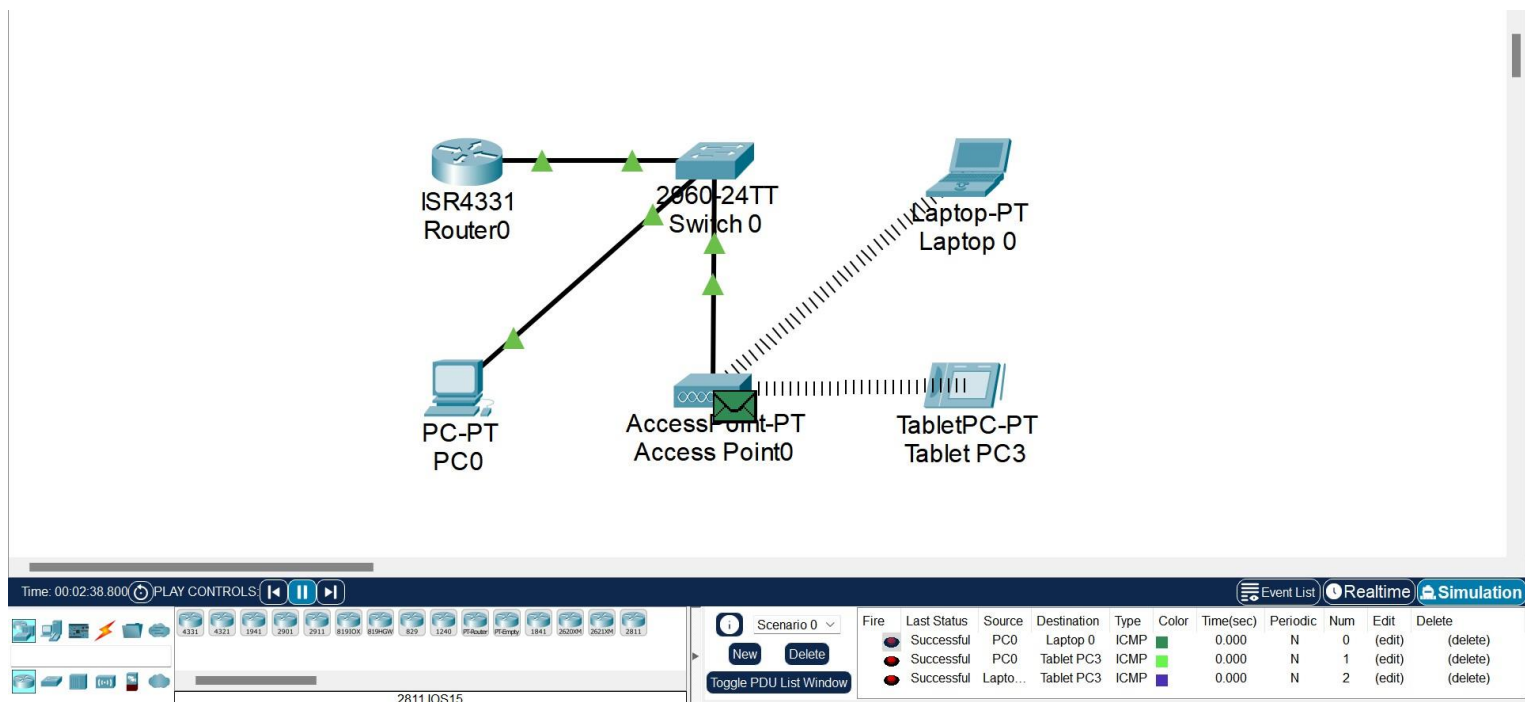 ISR4331
Router0
2960-24TT
Switch 0
Laptop-PT
Laptop 0
PC-PT
PC0
AccessPoint-PT
Access Point0
TabletPC-PT
Tablet PC3
Time: 00:02:38.800 PLAY CONTROLS:
Event List Realtime Simulation
4331 4321 1941 2901 2911 819IOX 819HGW 829 1240 PT-Router PT-Empty 1841 2620XM 2621XM 2811
2811 IOS15
Scenario 0
New Delete
Toggle PDU List Window
Fire Last Status Source Destination Type Color Time(sec) Periodic Num Edit Delete
Successful PC0 Laptop 0 ICMP 0.000 N 0 (edit) (delete)
Successful PC0 Tablet PC3 ICMP 0.000 N 1 (edit) (delete)
Successful Lapto... Tablet PC3 ICMP 0.000 N 2 (edit) (delete)